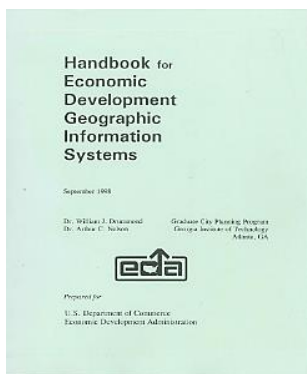 Handbook for
Economic
Development
Geographic
Information
Systems
September 1998
Dr. William J. Drummond
Graduate City Planning Program
Dr. Arthur C. Nelson
Georgia Institute of Technology
Atlanta, GA
eda
Prepared for
U.S. Department of Commerce
Economic Development Administration